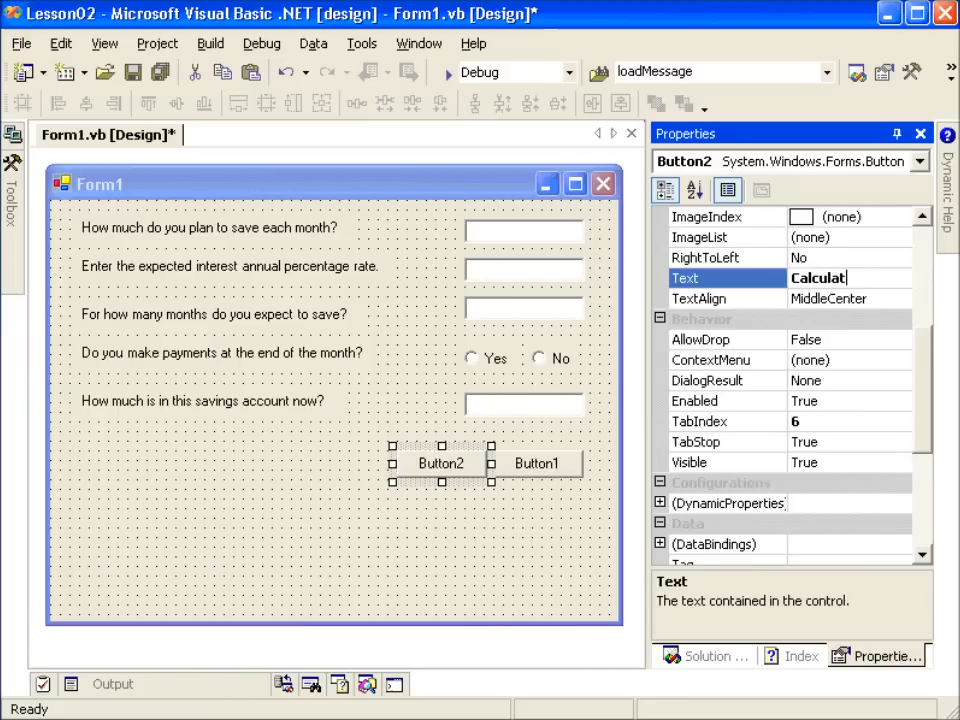 Lesson02 - Microsoft Visual Basic .NET [design] - Form1.vb [Design]*
File Edit View Project Build Debug Data Tools Window Help
Debug loadMessage
Form1.vb [Design]*
Properties
Toolbox
Dynamic Help
Form1
How much do you plan to save each month?
Enter the expected interest annual percentage rate.
For how many months do you expect to save?
Do you make payments at the end of the month? Yes No
How much is in this savings account now?
Button2 Button1
Button2 System.Windows.Forms.Button
ImageIndex (none)
ImageList (none)
RightToLeft No
Text Calculat
TextAlign MiddleCenter
Behavior
AllowDrop False
ContextMenu (none)
DialogResult None
Enabled True
TabIndex 6
TabStop True
Visible True
Configurations
(DynamicProperties)
Data
(DataBindings)
Text
The text contained in the control.
Solution ... Index Propertie...
Output
Ready